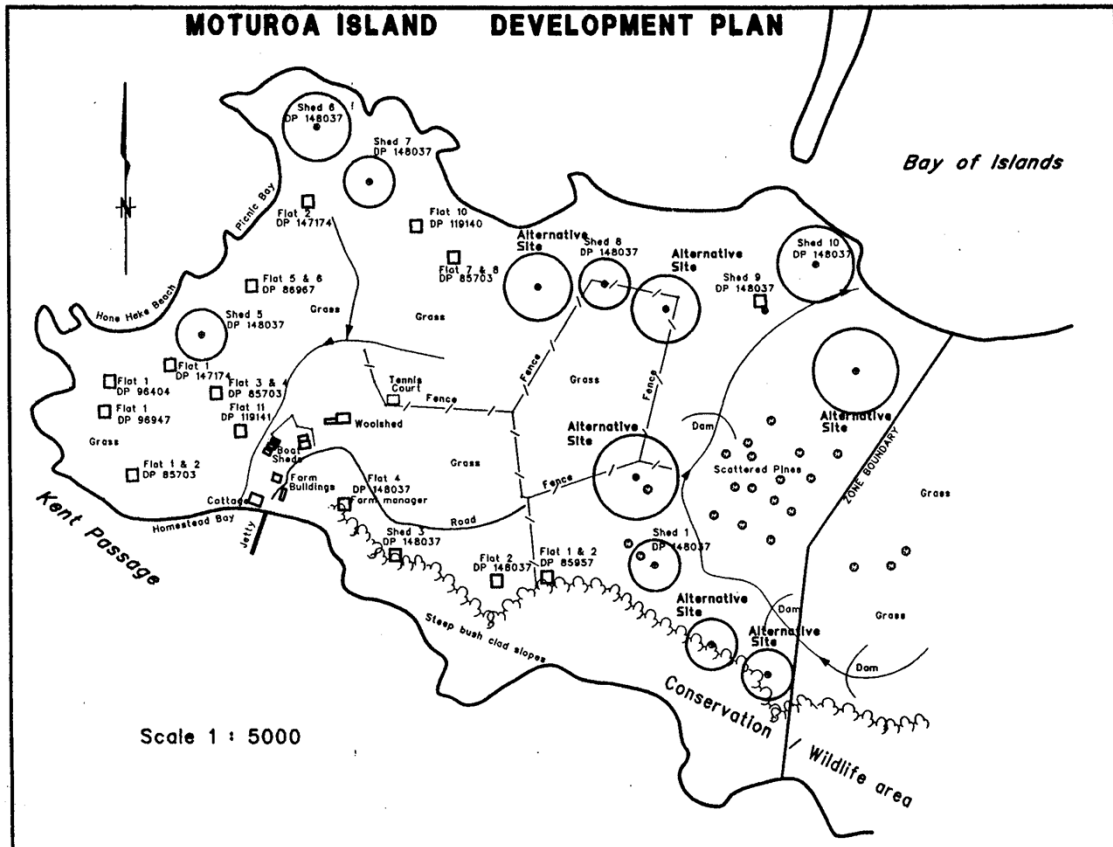 MOTUROA ISLAND DEVELOPMENT PLAN
Bay of Islands
Shed 6
DP 148037
Shed 7
DP 148037
N
Picnic Bay
Flat 2
DP 147174
Flat 10
DP 119140
Flat 7 & 8
DP 85703
Alternative
Site
Shed 8
DP 148037
Alternative
Site
Shed 10
DP 148037
Shed 9
DP 148037
Flat 5 & 6
DP 86967
Hone Heke Beach
Shed 5
DP 148037
Grass
Grass
Fence
Grass
Fence
Flat 1
DP 147174
Flat 1
DP 96404
Flat 3 & 4
DP 85703
Flat 1
DP 96947
Flat 11
DP 119141
Tennis
Court
Fence
Woolshed
Grass
Boat
Sheds
Alternative
Site
Dam
Alternative
Site
Scattered Pines
ZONE BOUNDARY
Grass
Flat 1 & 2
DP 85703
Farm
Buildings
Grass
Flat 4
DP 148037
Farm manager
Fence
Cottage
Kent Passage
Homestead Bay
Jetty
Road
Shed 3
DP 148037
Flat 2
DP 148037
Flat 1 & 2
DP 85957
Shed 1
DP 148037
Steep bush clad slopes
Alternative
Site
Dam
Alternative
Site
Grass
Dam
Conservation / Wildlife area
Scale 1 : 5000